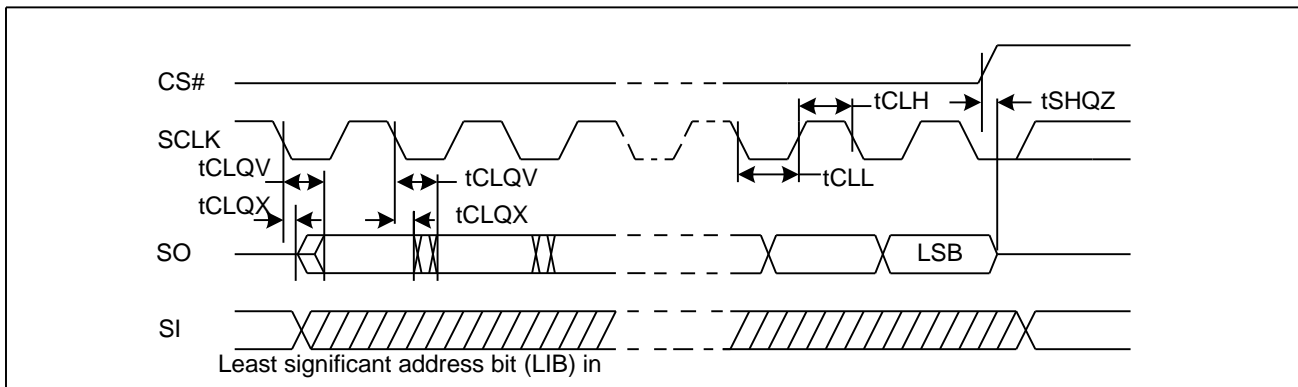 CS#
tCLH
tSHQZ
SCLK
tCLQV
tCLQV
tCLL
tCLQX
tCLQX
SO
LSB
SI
Least significant address bit (LIB) in